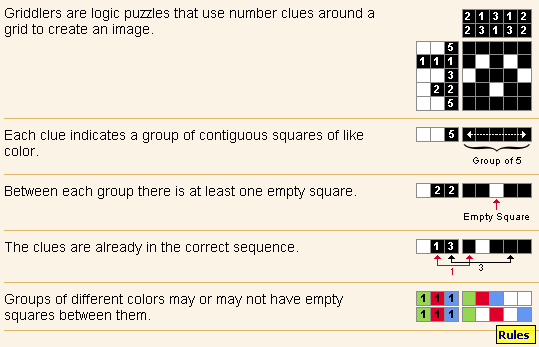 Griddlers are logic puzzles that use number clues around a
grid to create an image.
2 1 3 1 2
2 3 1 3 2
5
1 1 1
3
2 2
5
Each clue indicates a group of contiguous squares of like
color.
5
Group of 5
Between each group there is at least one empty square.
2 2
Empty Square
The clues are already in the correct sequence.
1 3
1 3
Groups of different colors may or may not have empty
squares between them.
1 1 1
1 1 1
Rules